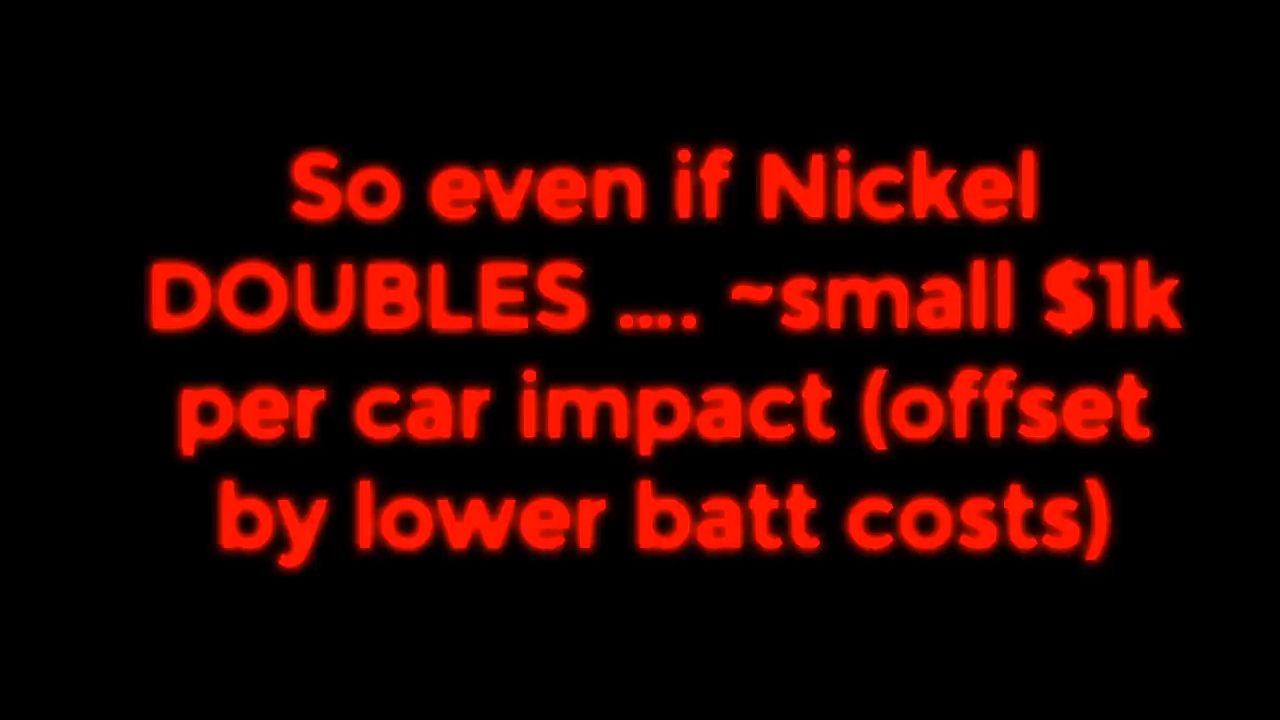 So even if Nickel
DOUBLES .... ~small $1k
per car impact (offset
by lower batt costs)